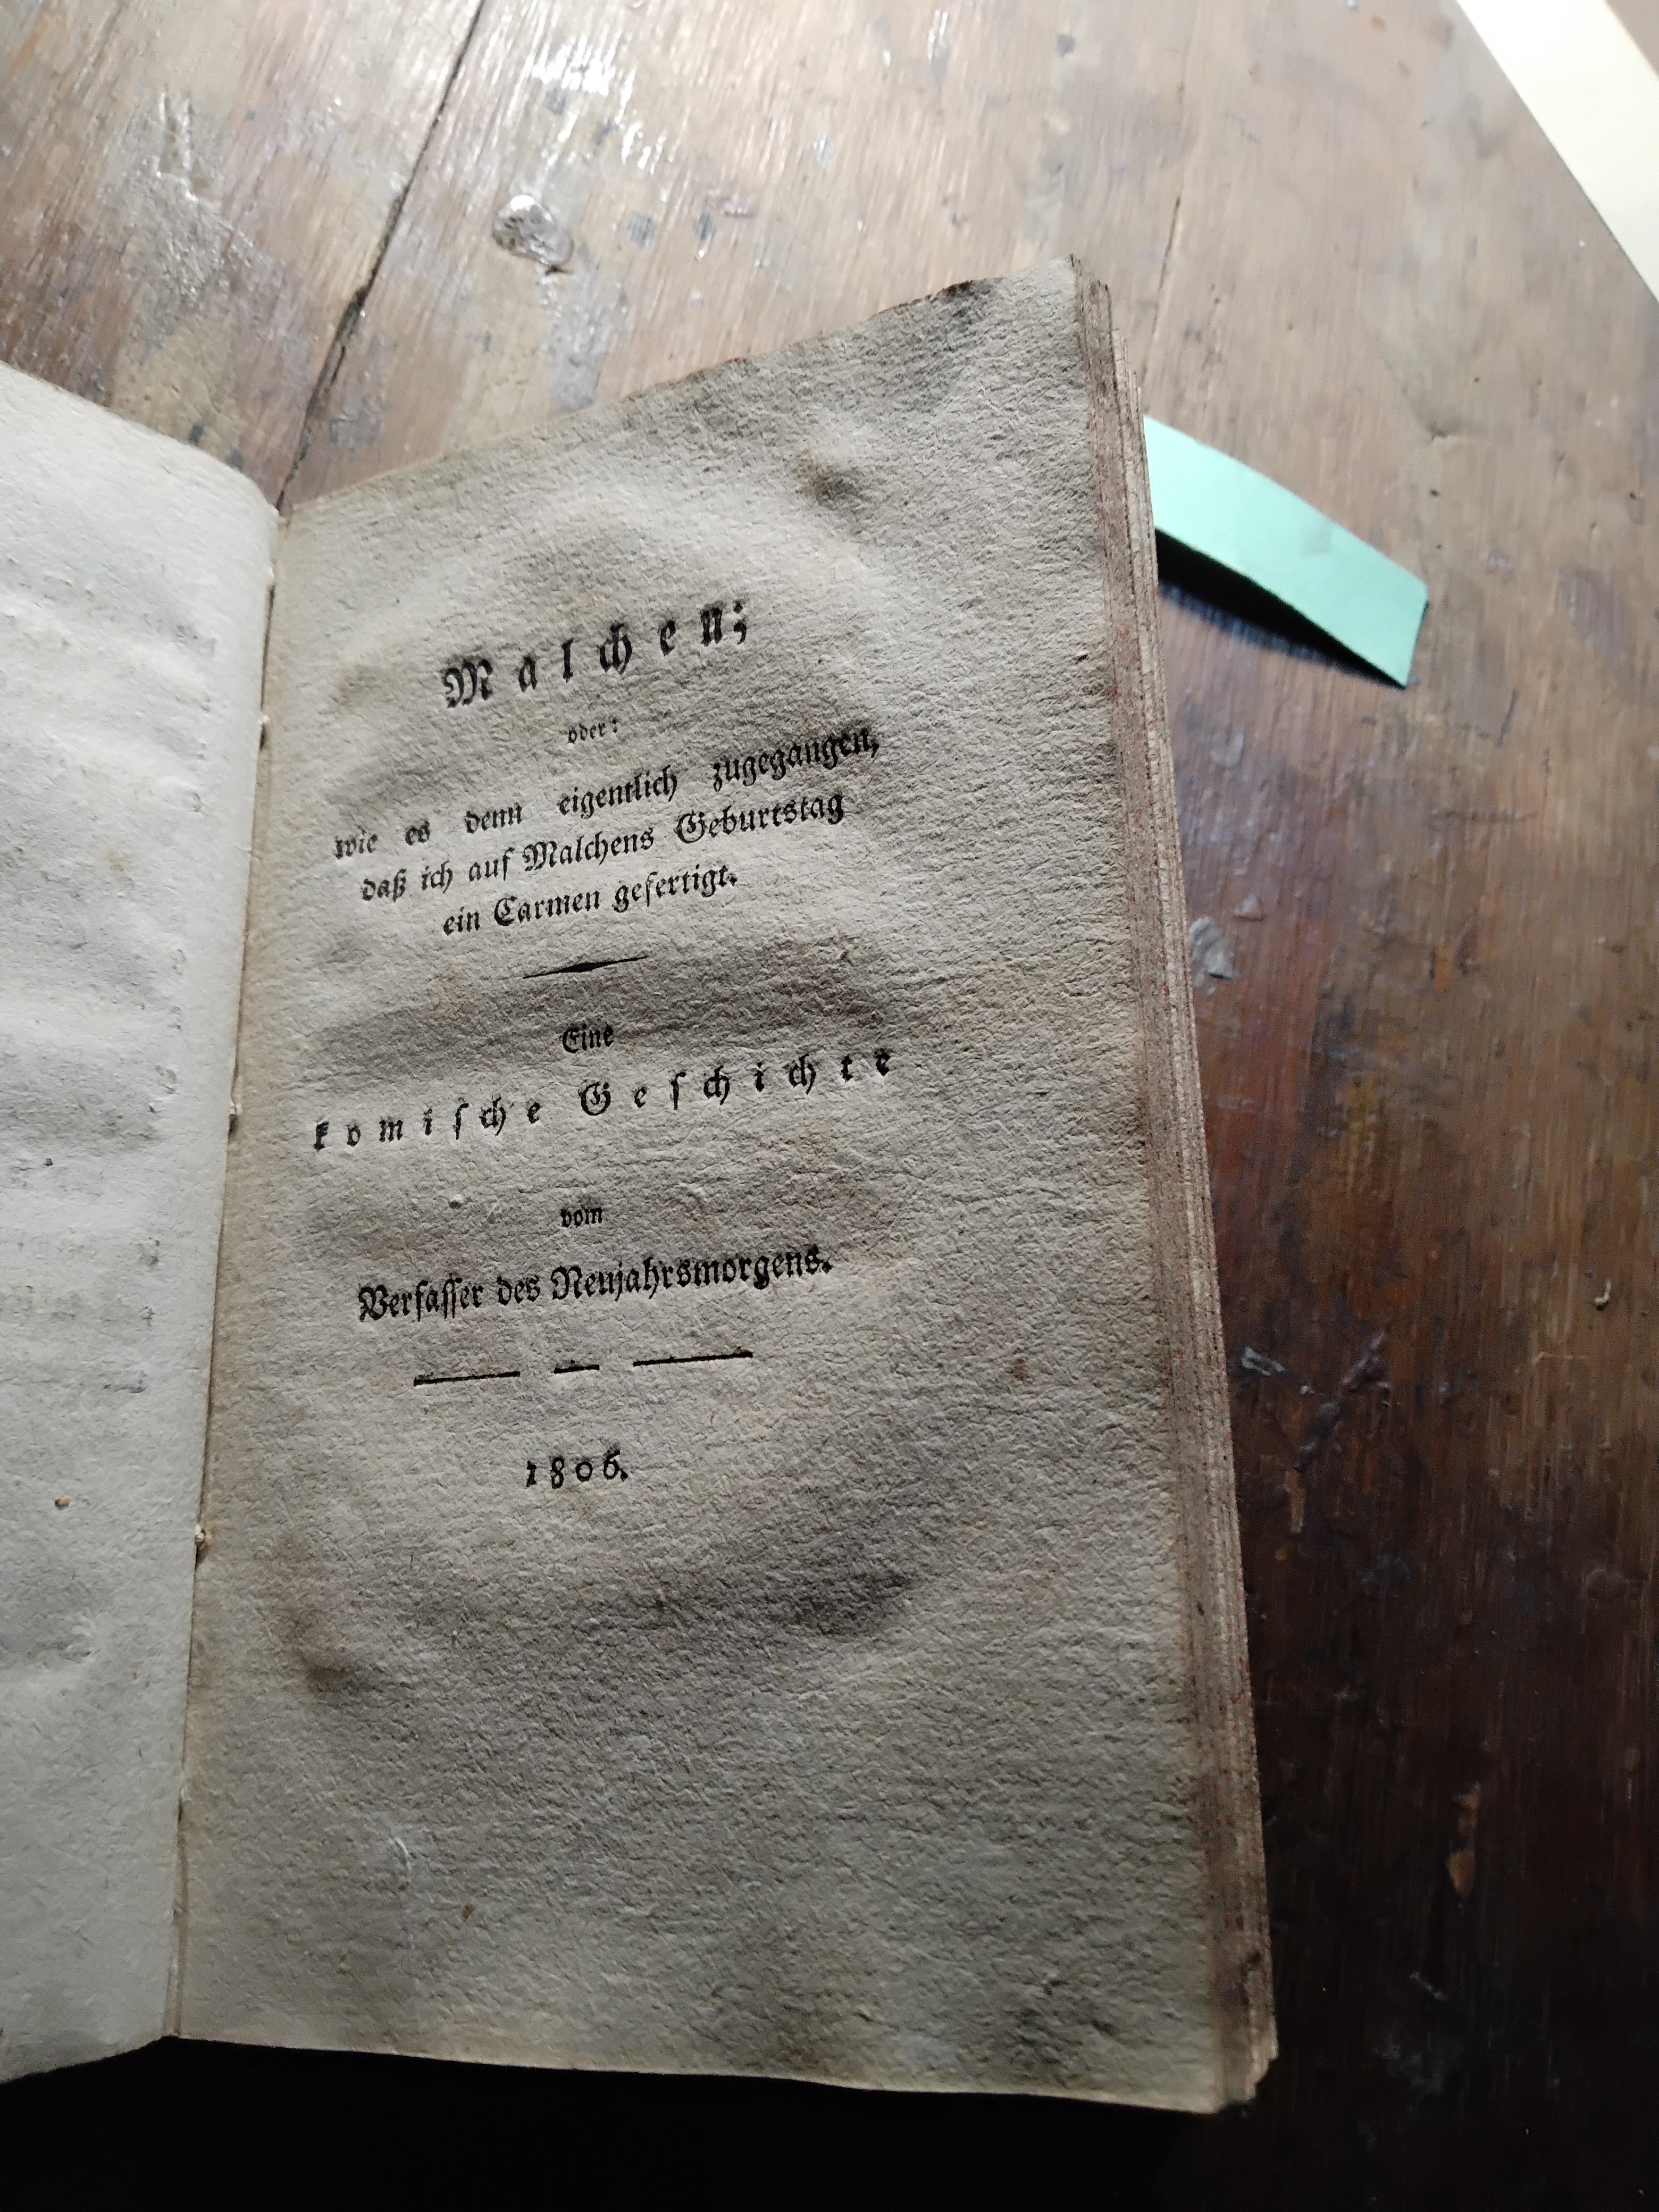 Malchen;
oder:
wie es denn eigentlich zugegangen,
daß ich auf Malchens Geburtstag
ein Carmen gefertigt.
Eine
komiſche Geſchichte
vom
Verfaſſer des Neujahrsmorgens.
1806.